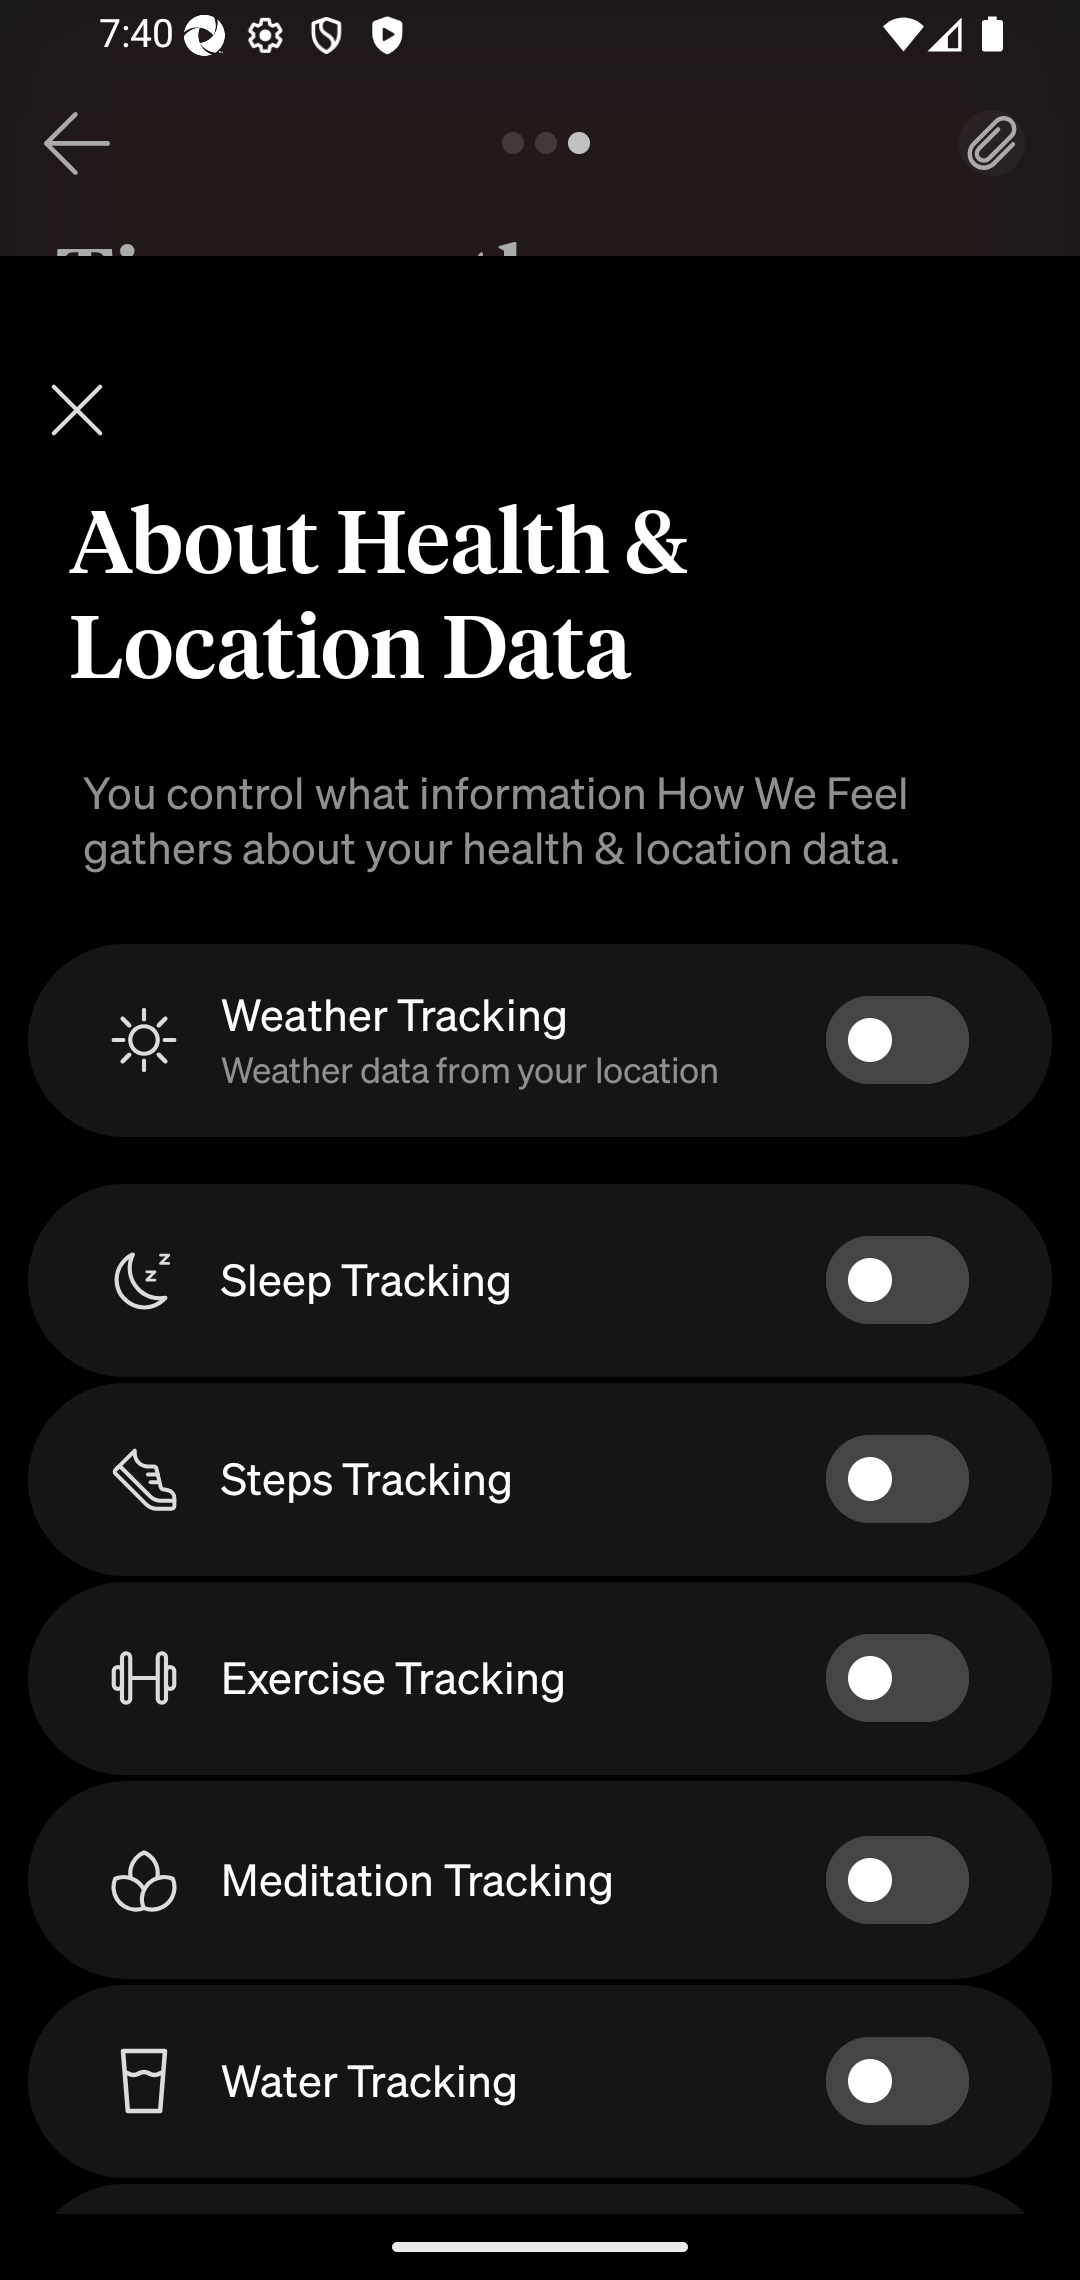 7:40
About Health &
Location Data
You control what information How We Feel
gathers about your health & location data.
Weather Tracking
Weather data from your location
Sleep Tracking
Steps Tracking
Exercise Tracking
Meditation Tracking
Water Tracking